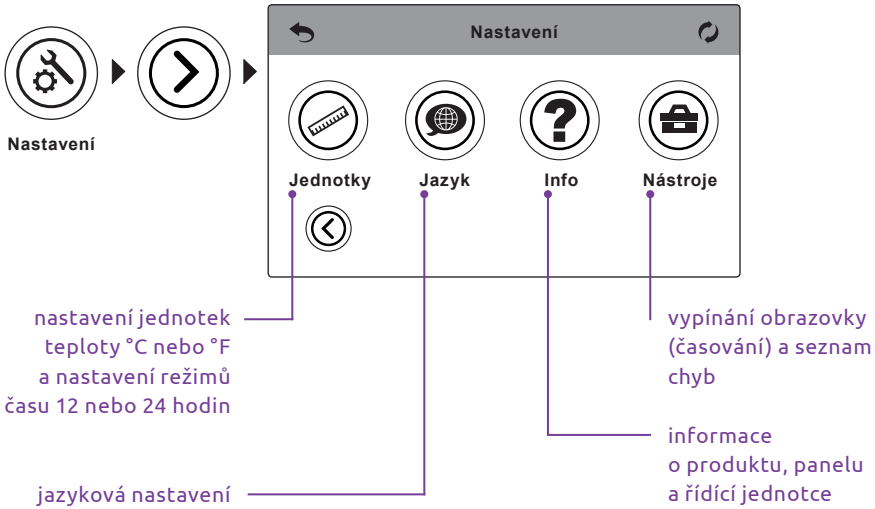 Nastavení
Nastavení
Jednotky
Jazyk
Info
Nástroje
nastavení jednotek
teploty °C nebo °F
a nastavení režimů
času 12 nebo 24 hodin
jazyková nastavení
vypínání obrazovky
(časování) a seznam
chyb
informace
o produktu, panelu
a řídící jednotce